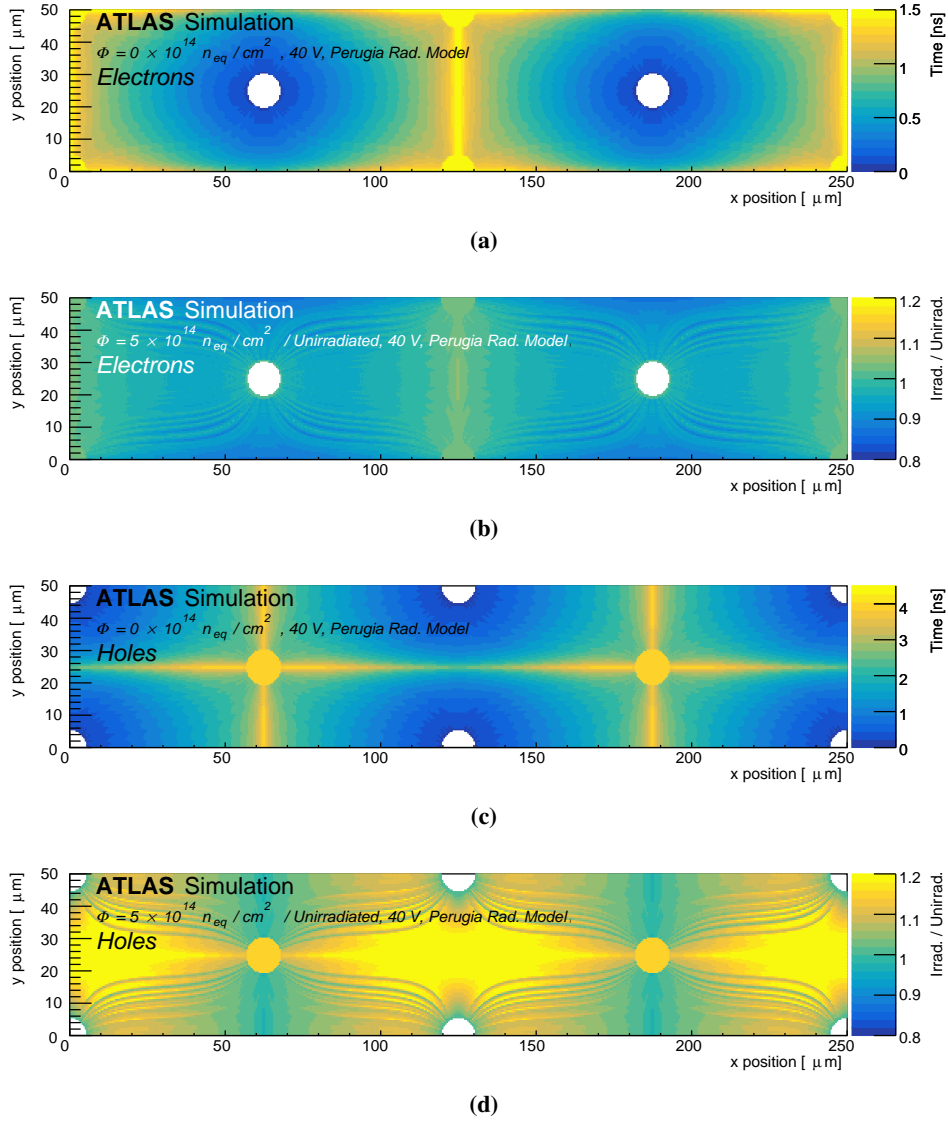 50
40
30
20
10
0
y position [ μm]
ATLAS Simulation
Φ = 0 × 10^14 n_eq / cm^2 , 40 V, Perugia Rad. Model
Electrons
0 50 100 150 200 250
x position [ μm]
1.5
1
0.5
0
Time [ns]
(a)
50
40
30
20
10
0
y position [ μm]
ATLAS Simulation
Φ = 5 × 10^14 n_eq / cm^2 / Unirradiated, 40 V, Perugia Rad. Model
Electrons
0 50 100 150 200 250
x position [ μm]
1.2
1.1
1
0.9
0.8
Irrad. / Unirrad.
(b)
50
40
30
20
10
0
y position [ μm]
ATLAS Simulation
Φ = 0 × 10^14 n_eq / cm^2 , 40 V, Perugia Rad. Model
Holes
0 50 100 150 200 250
x position [ μm]
4
3
2
1
0
Time [ns]
(c)
50
40
30
20
10
0
y position [ μm]
ATLAS Simulation
Φ = 5 × 10^14 n_eq / cm^2 / Unirradiated, 40 V, Perugia Rad. Model
Holes
0 50 100 150 200 250
x position [ μm]
1.2
1.1
1
0.9
0.8
Irrad. / Unirrad.
(d)